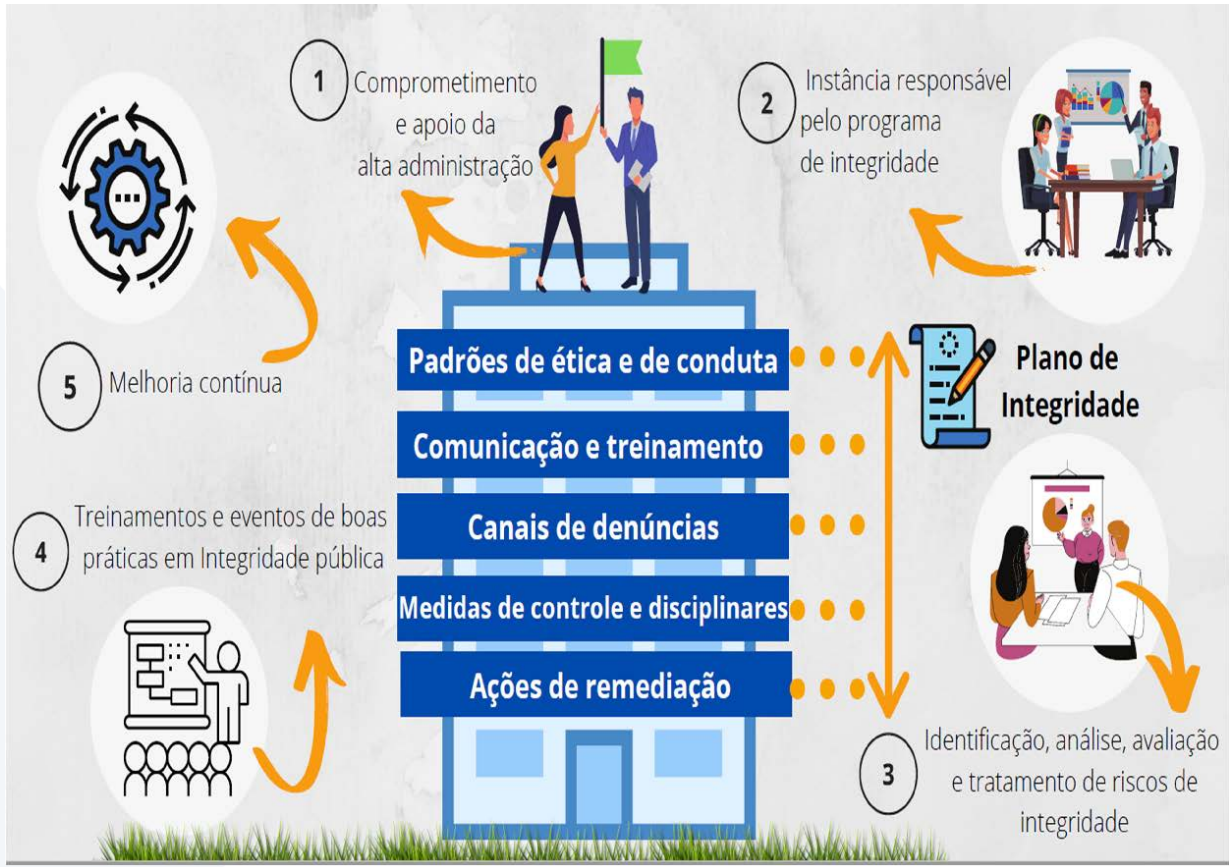 1
Comprometimento
e apoio da
alta administração
2
Instância responsável
pelo programa
de integridade
Padrões de ética e de conduta
Comunicação e treinamento
Canais de denúncias
Medidas de controle e disciplinares
Ações de remediação
Plano de
Integridade
3
Identificação, análise, avaliação
e tratamento de riscos de
integridade
4
Treinamentos e eventos de boas
práticas em Integridade pública
5
Melhoria contínua